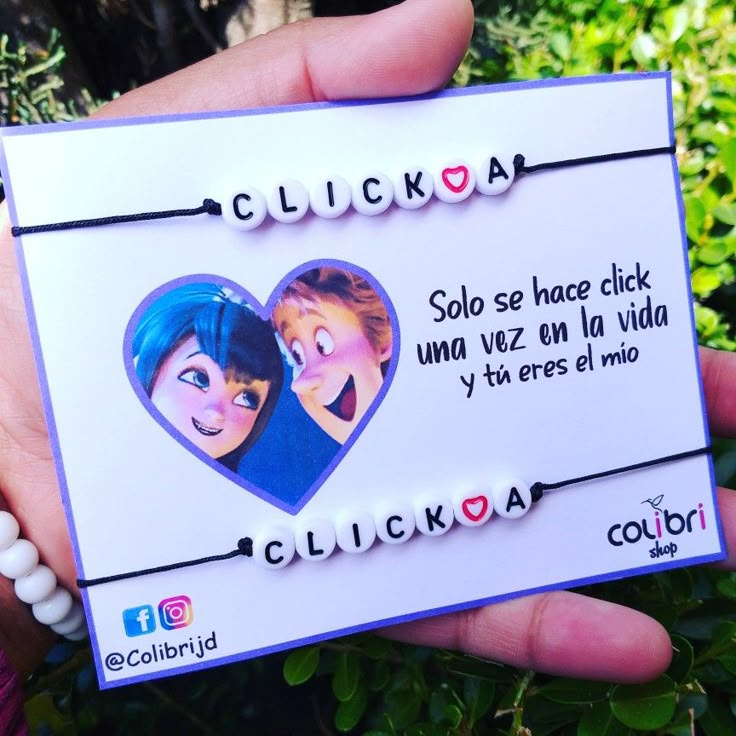 CLICK A
Solo se hace click
una vez en la vida
y tú eres el mío
CLICK A
colibri
shop
@Colibrijd